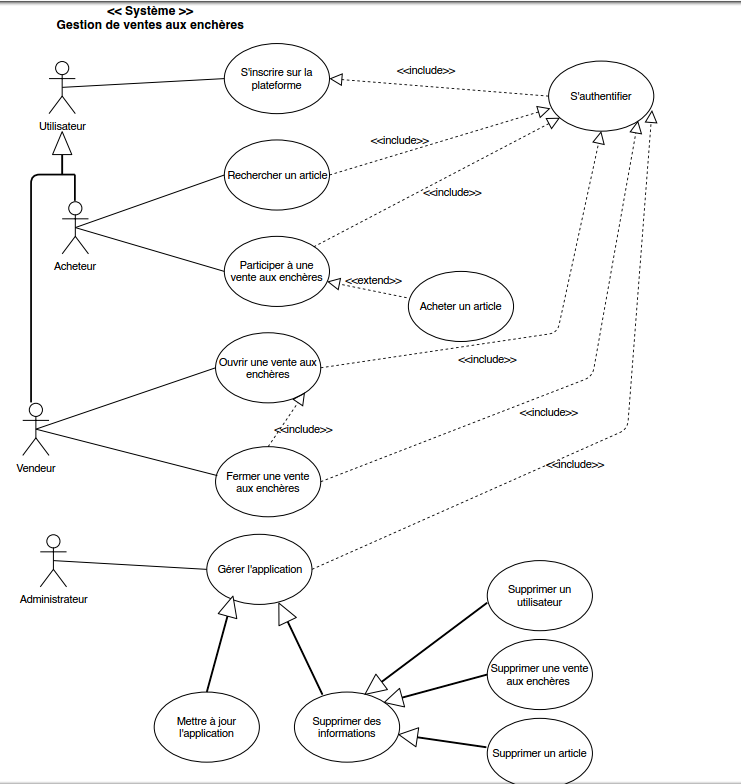 << Système >>
Gestion de ventes aux enchères
S'inscrire sur la
plateforme
<<include>>
S'authentifier
Utilisateur
<<include>>
Rechercher un article
<<include>>
Acheteur
Participer à une
vente aux enchères
<<extend>>
Acheter un article
Ouvrir une vente aux
enchères
<<include>>
<<include>>
<<include>>
Vendeur
Fermer une vente
aux enchères
<<include>>
Gérer l'application
Administrateur
Supprimer un
utilisateur
Supprimer une vente
aux enchères
Mettre à jour
l'application
Supprimer des
informations
Supprimer un article